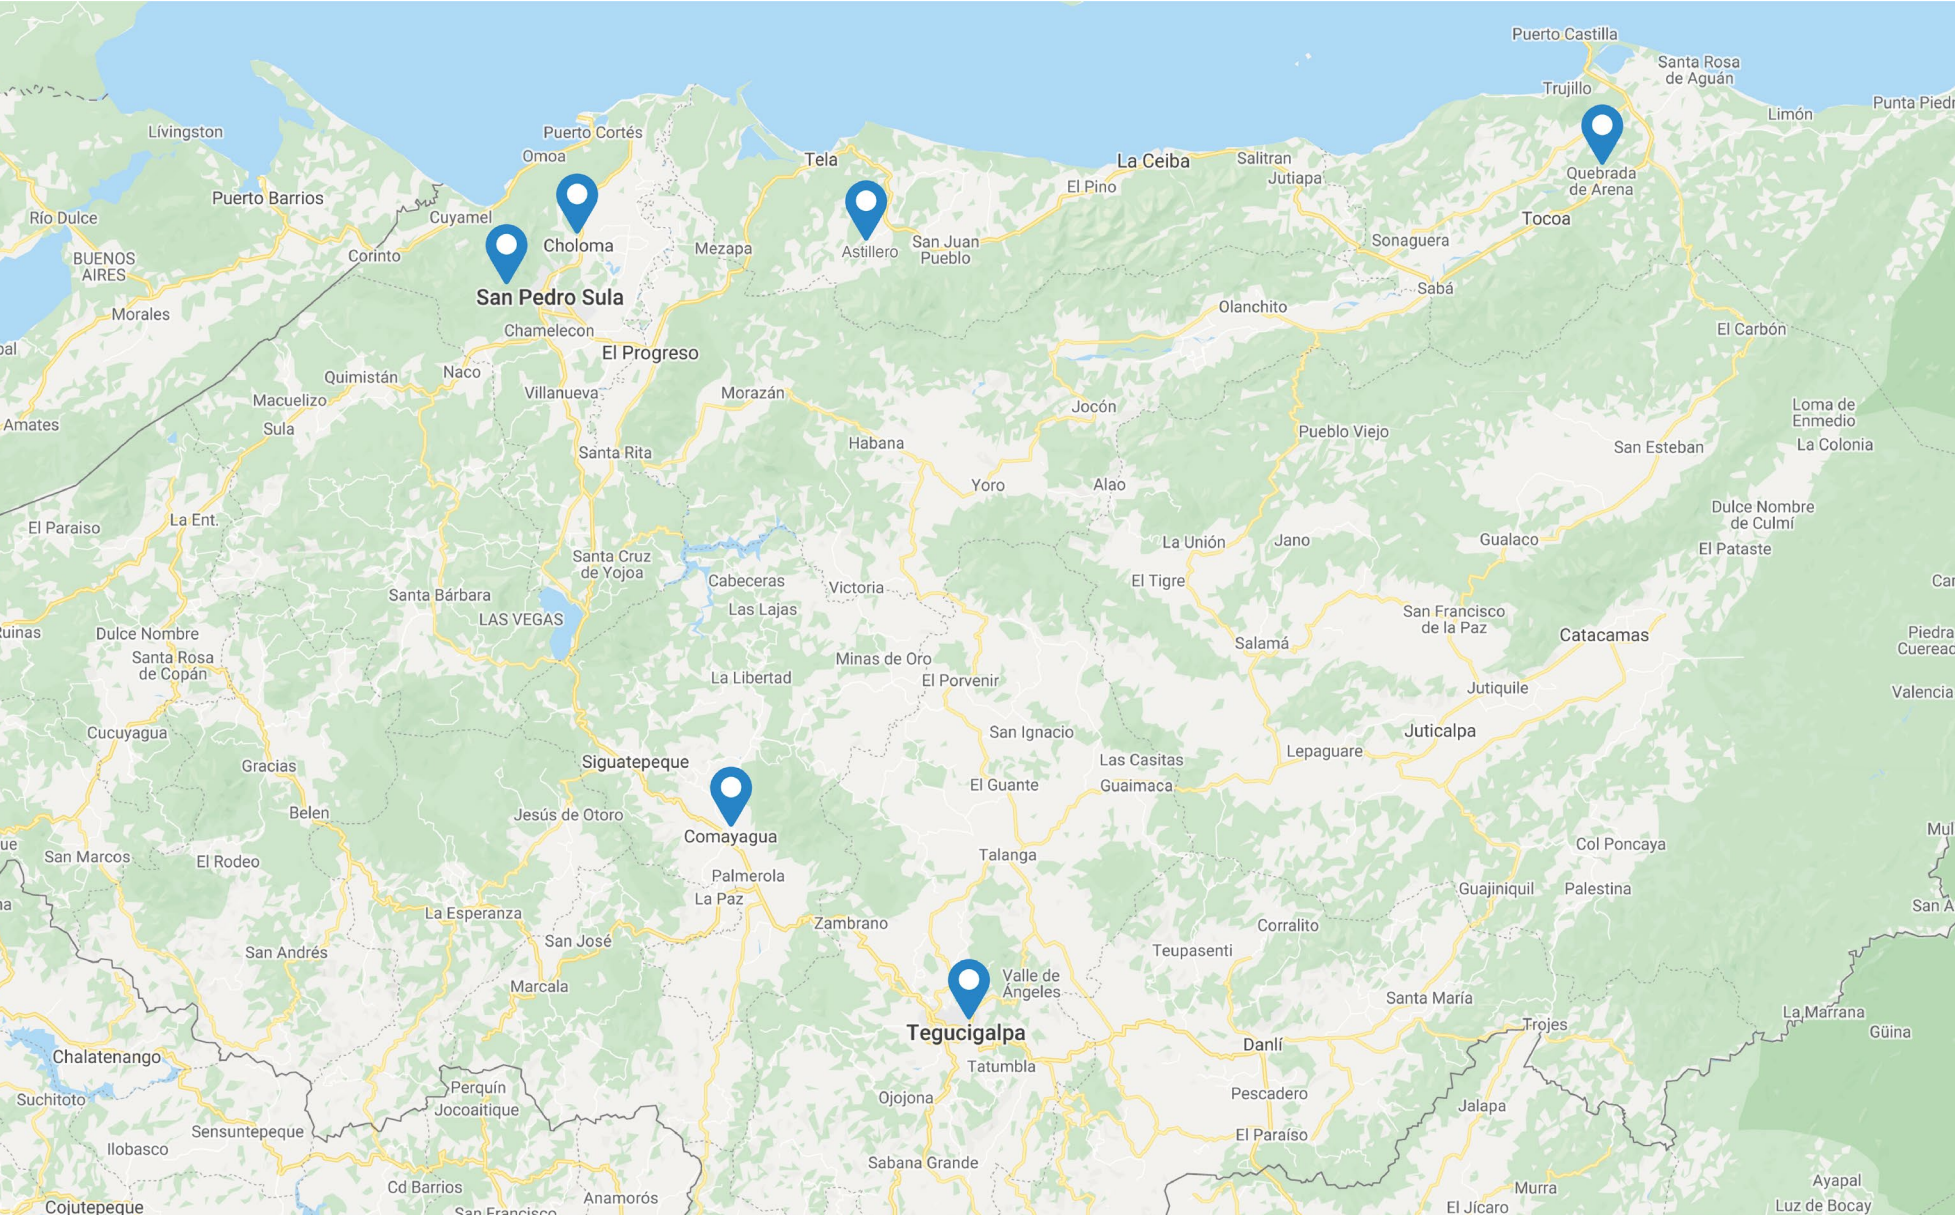 Puerto Castilla
Santa Rosa
de Aguán
Trujillo
Punta Piedr
Limón
Lívingston
Puerto Cortés
Omoa
Tela
La Ceiba
Salitran
Jutiapa
El Pino
Quebrada
de Arena
Puerto Barrios
Río Dulce
Cuyamel
Tocoa
BUENOS
AIRES
Corinto
Choloma
Mezapa
Astillero
San Juan
Pueblo
Sonaguera
San Pedro Sula
Sabá
Morales
Chamelecon
Olanchito
El Carbón
El Progreso
Quimistán
Naco
Villanueva
Morazán
Macuelizo
Jocón
Loma de
Enmedio
Amates
Sula
Habana
Pueblo Viejo
La Colonia
San Esteban
Santa Rita
Yoro
Alao
El Paraiso
La Ent.
Dulce Nombre
de Culmí
Santa Cruz
de Yojoa
La Unión
Jano
Gualaco
El Pataste
Cabeceras
Victoria
El Tigre
Santa Bárbara
Las Lajas
LAS VEGAS
San Francisco
de la Paz
Ruinas
Dulce Nombre
Santa Rosa
de Copán
Salamá
Catacamas
Piedra
Cueread
Minas de Oro
La Libertad
El Porvenir
Jutiquile
Valencia
Cucuyagua
San Ignacio
Juticalpa
Siguatepeque
Gracias
Las Casitas
Lepaguare
El Guante
Guaimaca
Belen
Jesús de Otoro
Comayagua
San Marcos
El Rodeo
Talanga
Col Poncaya
Palmerola
La Paz
Guajiniquil
Palestina
La Esperanza
Zambrano
Corralito
San A
San Andrés
San José
Teupasenti
Marcala
Valle de
Ángeles
Santa María
La Marrana
Tegucigalpa
Trojes
Güina
Chalatenango
Danlí
Tatumbla
Perquín
Jocoaitique
Suchitoto
Ojojona
Pescadero
Jalapa
Sensuntepeque
El Paraíso
Ilobasco
Sabana Grande
Cd Barrios
Anamorós
Murra
Ayapal
Cojutepeque
San Francisco
El Jícaro
Luz de Bocay